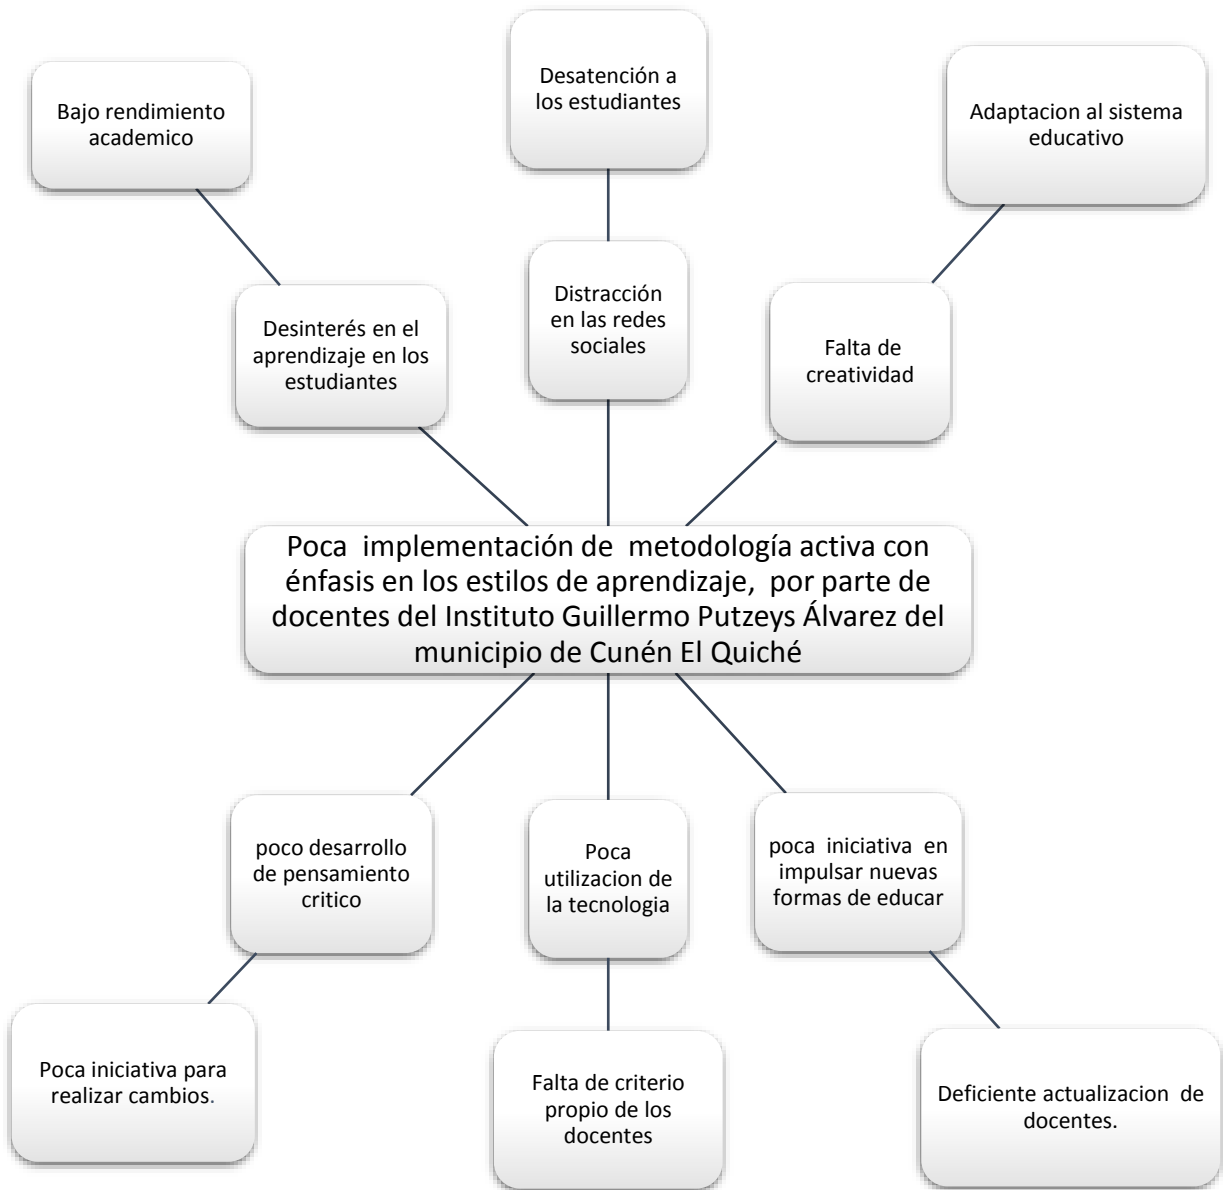 Desatención a
los estudiantes
Bajo rendimiento
academico
Adaptacion al sistema
educativo
Desinterés en el
aprendizaje en los
estudiantes
Distracción
en las redes
sociales
Falta de
creatividad
Poca implementación de metodología activa con
énfasis en los estilos de aprendizaje, por parte de
docentes del Instituto Guillermo Putzeys Álvarez del
municipio de Cunén El Quiché
poco desarrollo
de pensamiento
critico
Poca
utilizacion de
la tecnologia
poca iniciativa en
impulsar nuevas
formas de educar
Poca iniciativa para
realizar cambios.
Falta de criterio
propio de los
docentes
Deficiente actualizacion de
docentes.